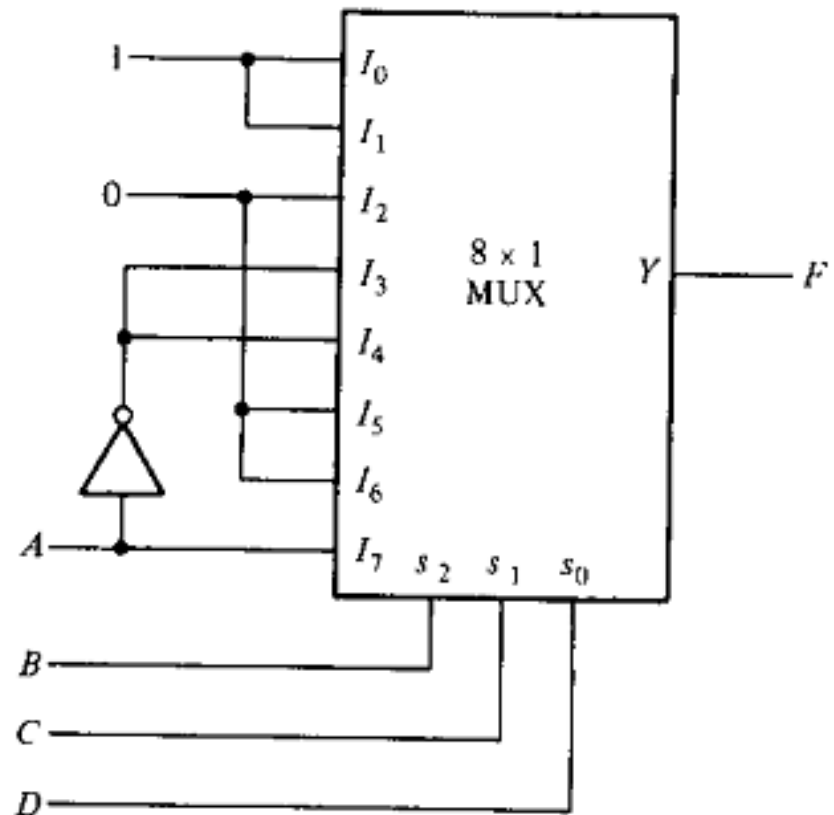 1
I₀
I₁
0
I₂
8 × 1
MUX
Y
F
I₃
I₄
I₅
I₆
A
I₇
s₂
s₁
s₀
B
C
D